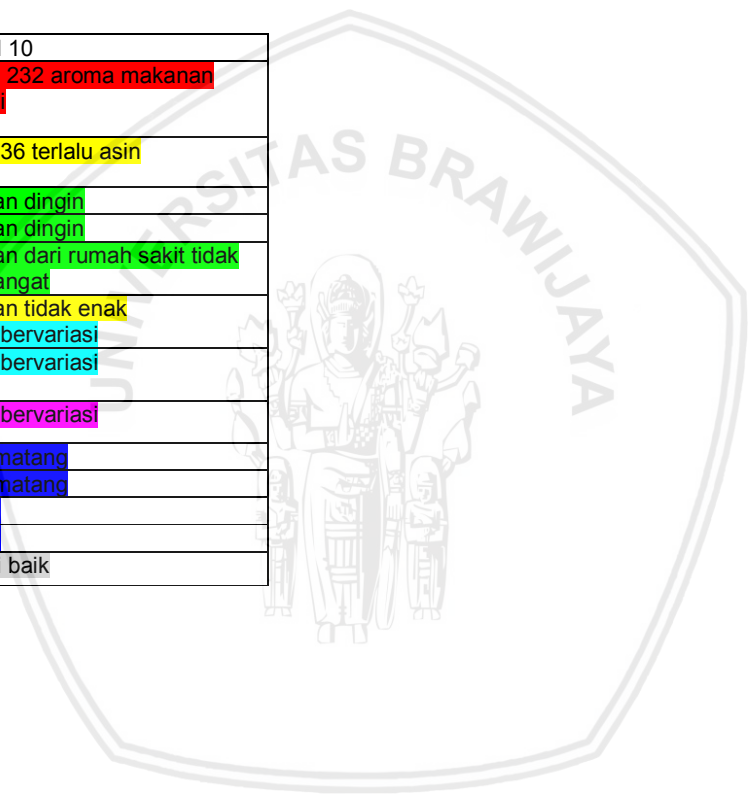 10
232 aroma makanan
i
36 terlalu asin
an dingin
an dingin
an dari rumah sakit tidak
angat
an tidak enak
bervariasi
bervariasi
bervariasi
matang
matang
baik
UNIVERSITAS BRAWIJAYA